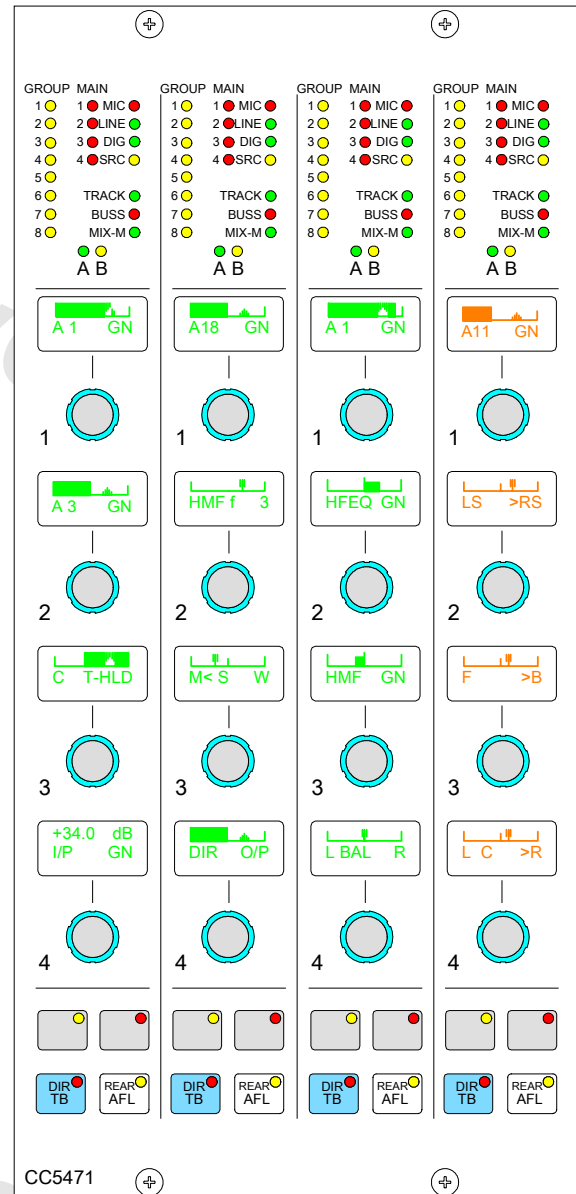 GROUP MAIN GROUP MAIN GROUP MAIN GROUP MAIN
1 1 MIC 1 1 MIC 1 1 MIC 1 1 MIC
2 2 LINE 2 2 LINE 2 2 LINE 2 2 LINE
3 3 DIG 3 3 DIG 3 3 DIG 3 3 DIG
4 4 SRC 4 4 SRC 4 4 SRC 4 4 SRC
5 5 5 5
6 TRACK 6 TRACK 6 TRACK 6 TRACK
7 BUSS 7 BUSS 7 BUSS 7 BUSS
8 MIX-M 8 MIX-M 8 MIX-M 8 MIX-M
A B A B A B A B
A 1 GN A18 GN A 1 GN A11 GN
1 1 1 1
A 3 GN HMF f 3 HFEQ GN LS >RS
2 2 2 2
C T-HLD M< S W HMF GN F >B
3 3 3 3
+34.0 dB
I/P GN DIR O/P L BAL R L C >R
4 4 4 4
DIR REAR DIR REAR DIR REAR DIR REAR
TB AFL TB AFL TB AFL TB AFL
CC5471